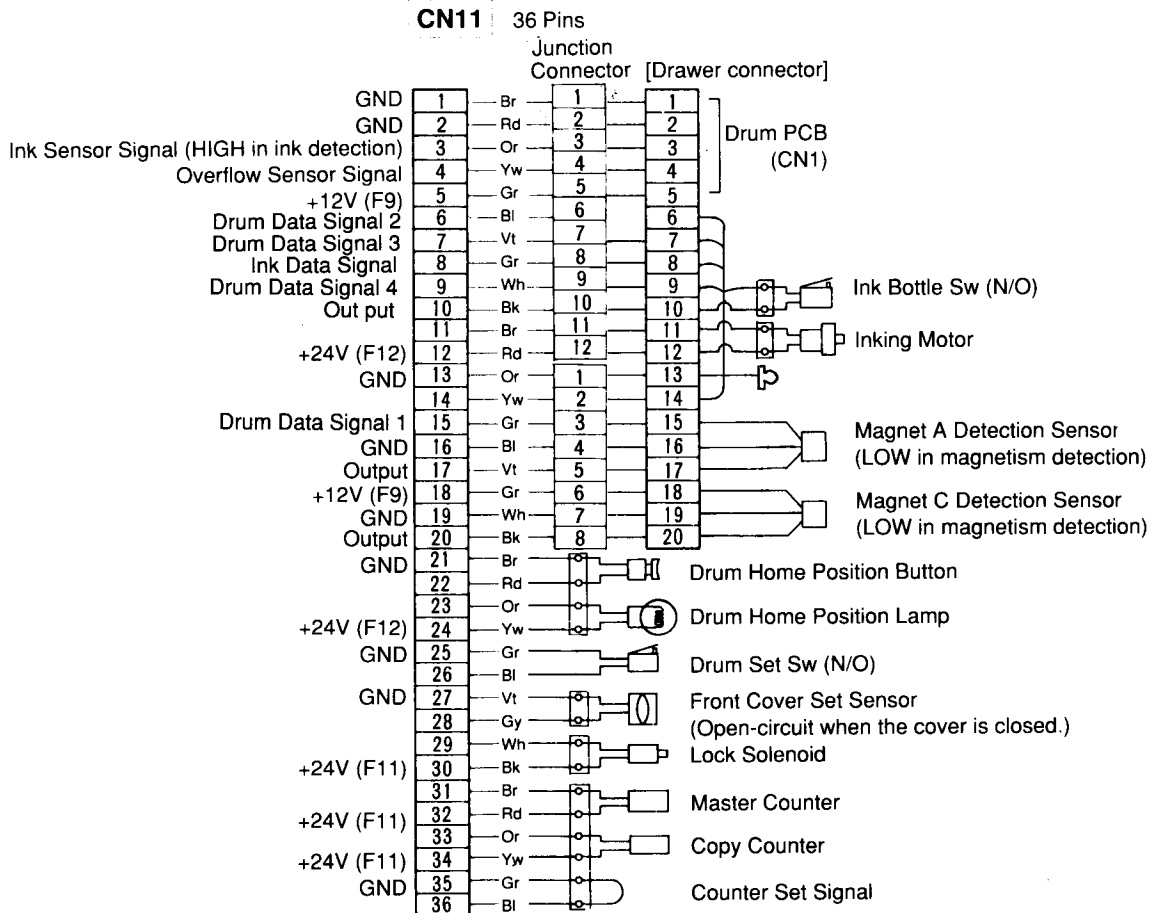 CN11 36 Pins
Junction
Connector [Drawer connector]
GND 1 Br 1 1
GND 2 Rd 2 2 Drum PCB
Ink Sensor Signal (HIGH in ink detection) 3 Or 3 3 (CN1)
Overflow Sensor Signal 4 Yw 4 4
+12V (F9) 5 Gr 5 5
Drum Data Signal 2 6 Bl 6 6
Drum Data Signal 3 7 Vt 7 7
Ink Data Signal 8 Gr 8 8
Drum Data Signal 4 9 Wh 9 9 Ink Bottle Sw (N/O)
Out put 10 Bk 10 10
11 Br 11 11 Inking Motor
+24V (F12) 12 Rd 12 12
GND 13 Or 1 13
14 Yw 2 14
Drum Data Signal 1 15 Gr 3 15 Magnet A Detection Sensor
GND 16 Bl 4 16 (LOW in magnetism detection)
Output 17 Vt 5 17
+12V (F9) 18 Gr 6 18 Magnet C Detection Sensor
GND 19 Wh 7 19 (LOW in magnetism detection)
Output 20 Bk 8 20
GND 21 Br Drum Home Position Button
22 Rd
23 Or Drum Home Position Lamp
+24V (F12) 24 Yw
GND 25 Gr Drum Set Sw (N/O)
26 Bl
GND 27 Vt Front Cover Set Sensor
28 Gy (Open-circuit when the cover is closed.)
29 Wh Lock Solenoid
+24V (F11) 30 Bk
31 Br Master Counter
+24V (F11) 32 Rd
33 Or Copy Counter
+24V (F11) 34 Yw
GND 35 Gr Counter Set Signal
36 Bl